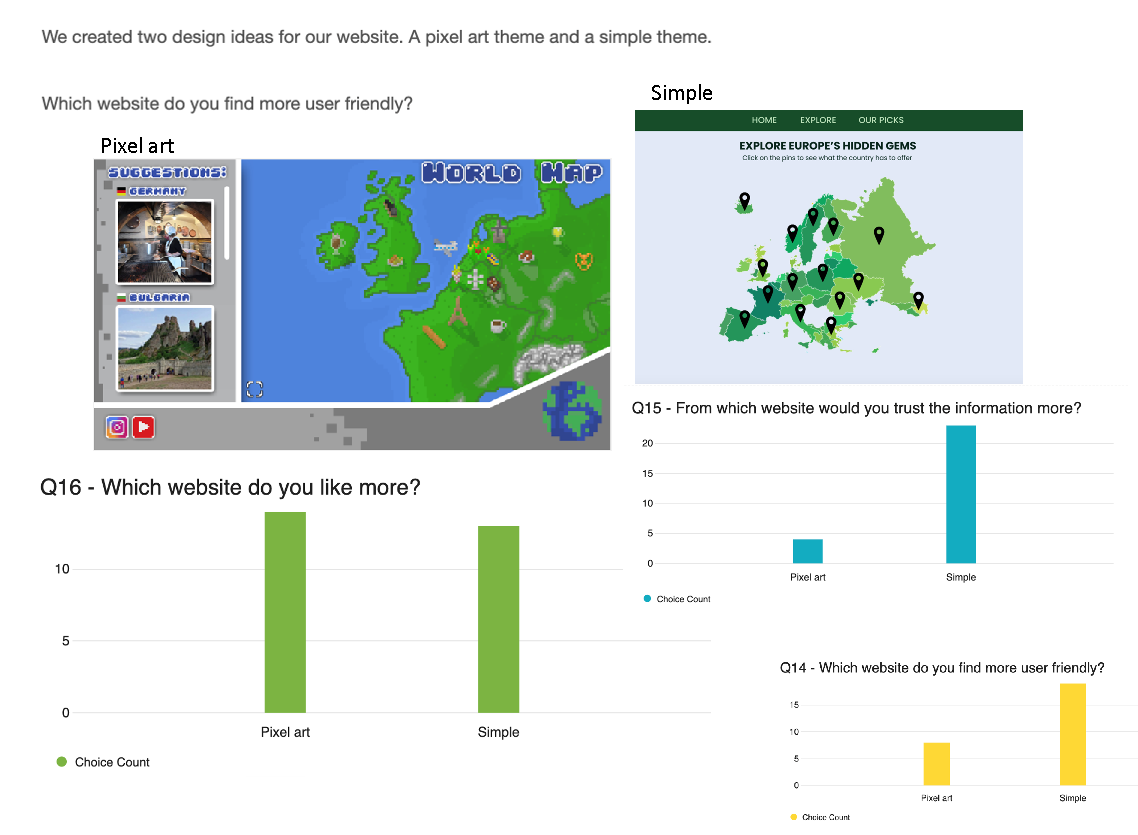 We created two design ideas for our website. A pixel art theme and a simple theme.
Which website do you find more user friendly?
Pixel art
SUGGESTIONS:
GERMANY
BULGARIA
WORLD MAP
Simple
HOME EXPLORE OUR PICKS
EXPLORE EUROPE'S HIDDEN GEMS
Click on the pins to see what the country has to offer
Q15 - From which website would you trust the information more?
20
15
10
5
0
Pixel art Simple
Choice Count
Q16 - Which website do you like more?
10
5
0
Pixel art Simple
Choice Count
Q14 - Which website do you find more user friendly?
15
10
5
0
Pixel art Simple
Choice Count